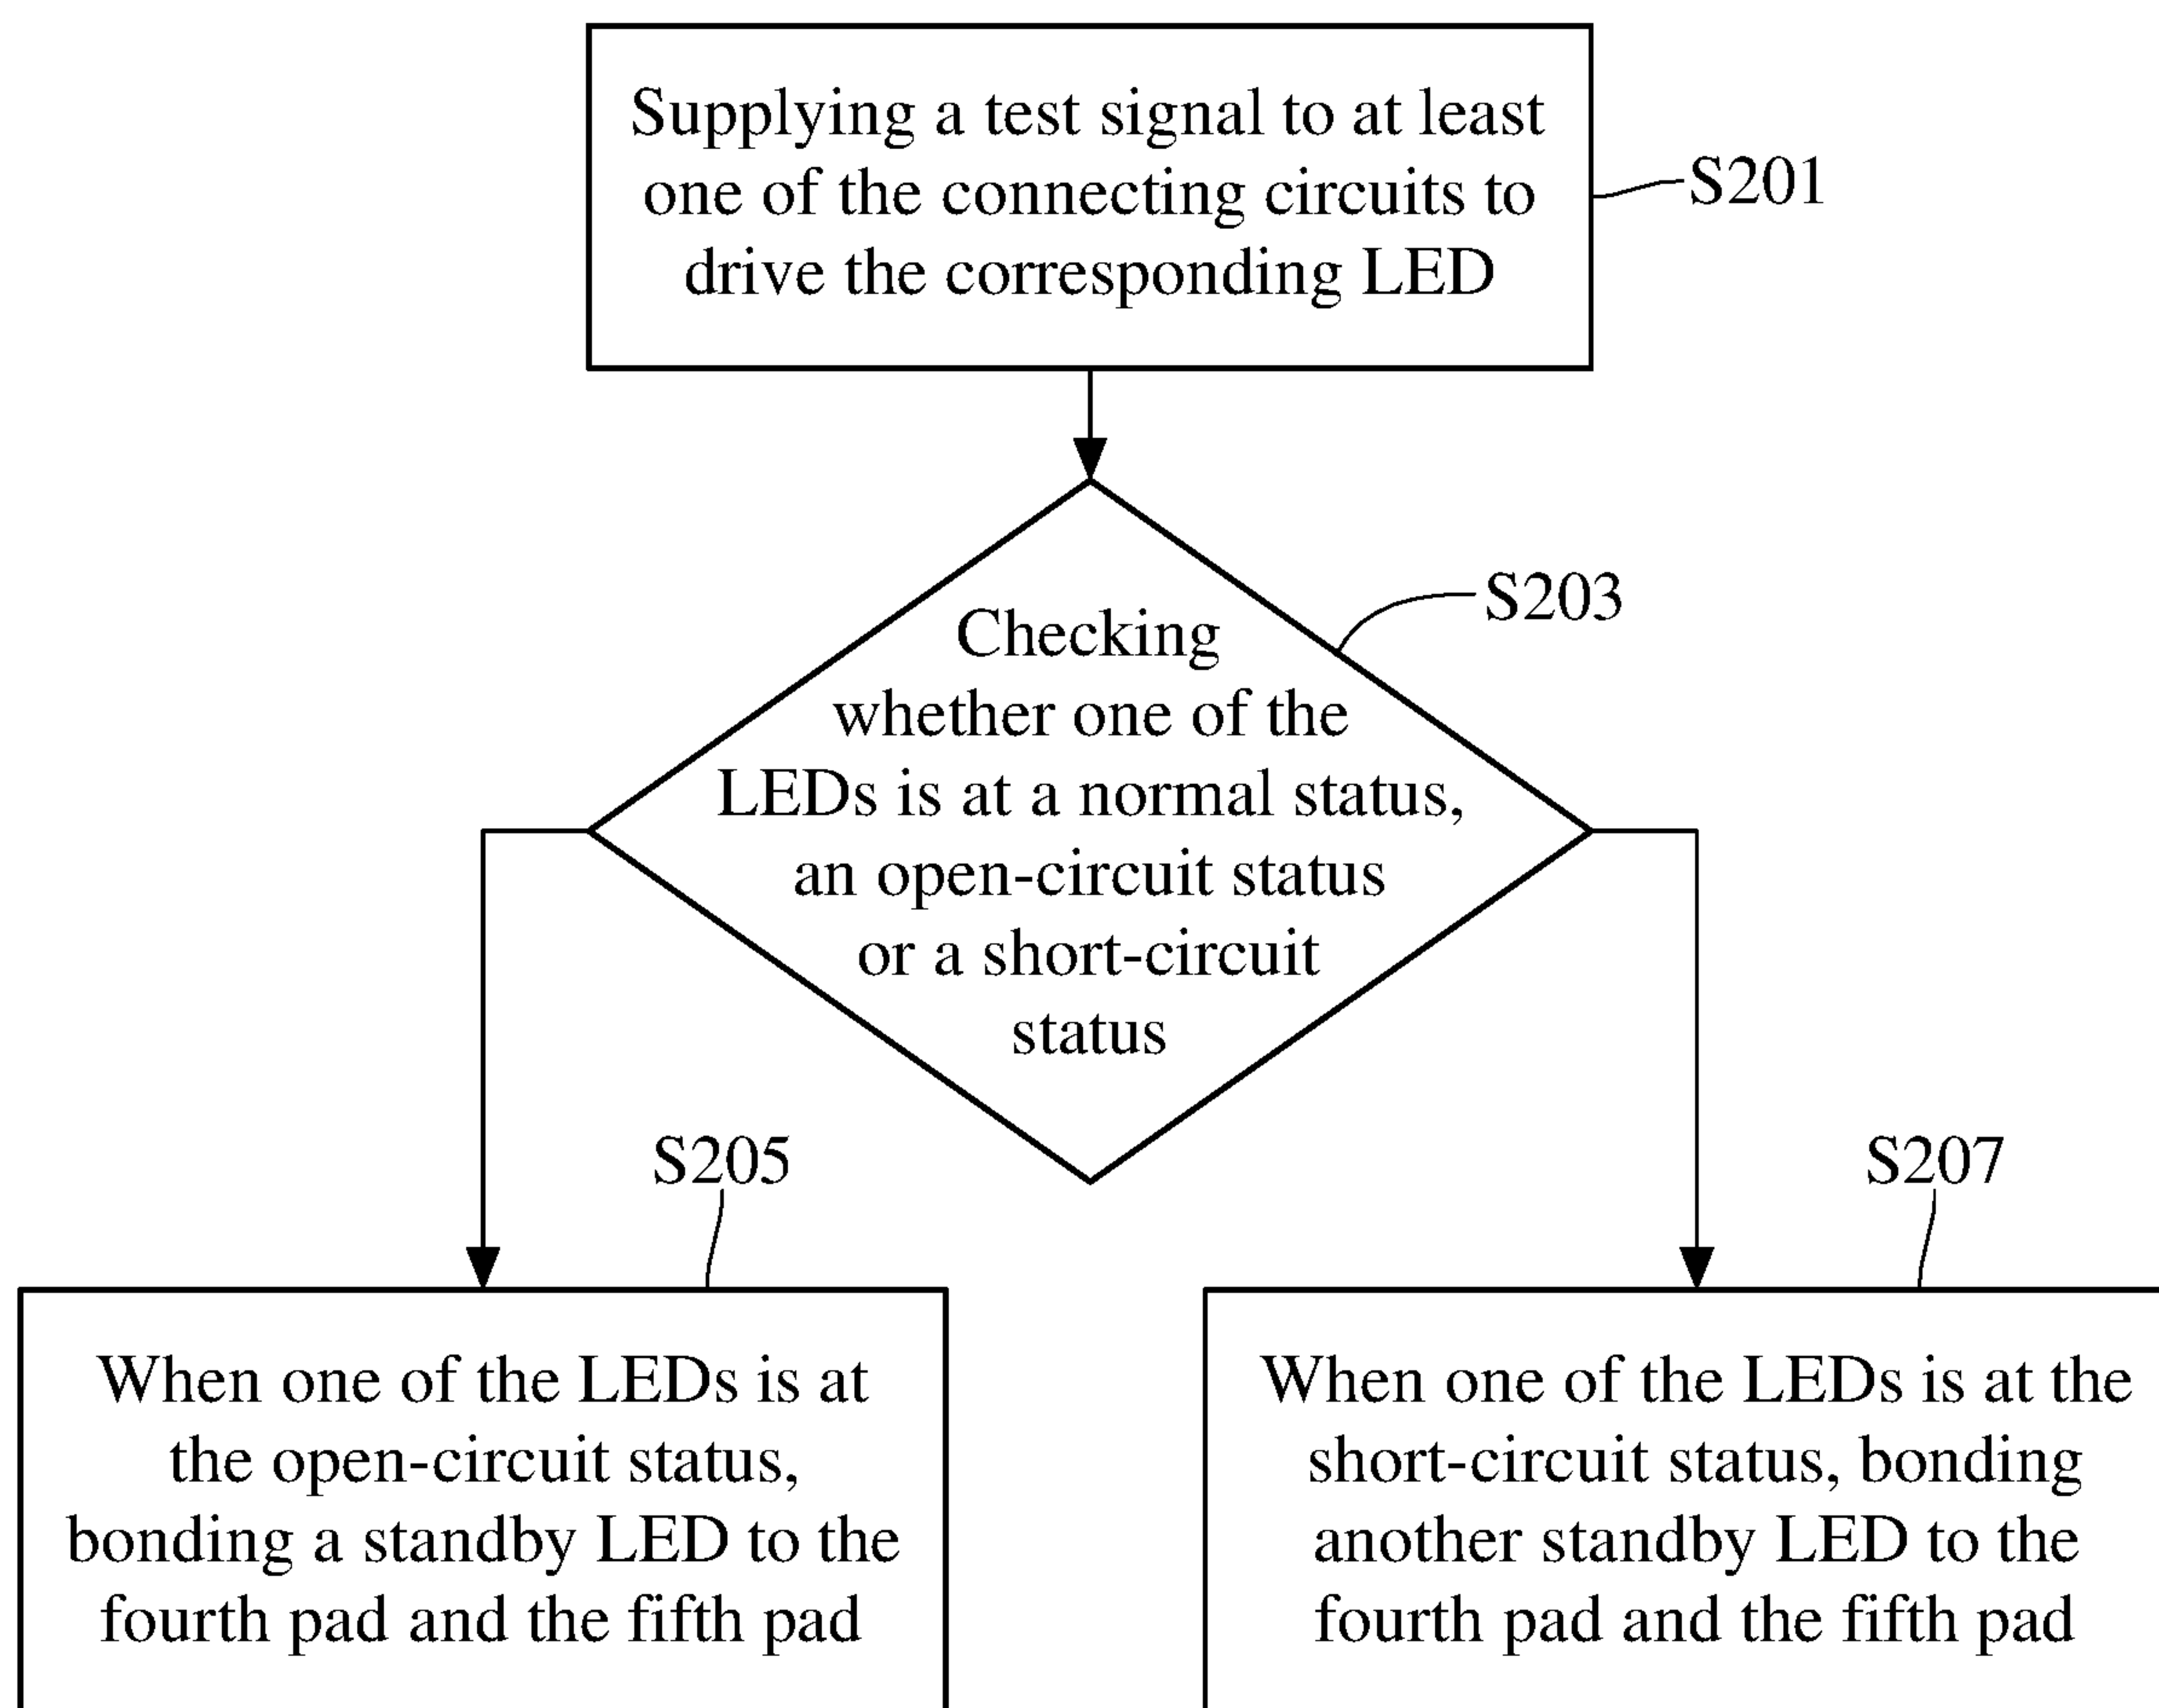 Supplying a test signal to at least
one of the connecting circuits to
drive the corresponding LED
S201
S203
Checking
whether one of the
LEDs is at a normal status,
an open-circuit status
or a short-circuit
status
S205
S207
When one of the LEDs is at
the open-circuit status,
bonding a standby LED to the
fourth pad and the fifth pad
When one of the LEDs is at the
short-circuit status, bonding
another standby LED to the
fourth pad and the fifth pad